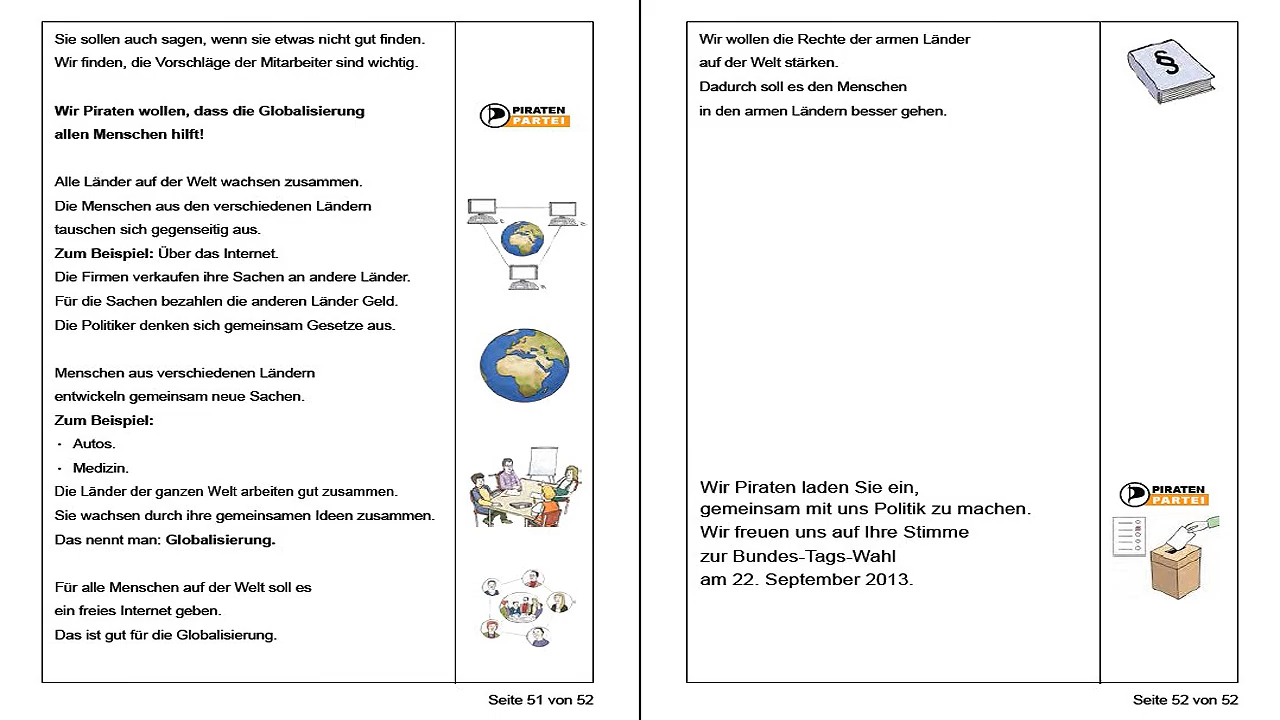 Sie sollen auch sagen, wenn sie etwas nicht gut finden.
Wir finden, die Vorschläge der Mitarbeiter sind wichtig.
Wir Piraten wollen, dass die Globalisierung
allen Menschen hilft!
PIRATEN
PARTEI
Alle Länder auf der Welt wachsen zusammen.
Die Menschen aus den verschiedenen Ländern
tauschen sich gegenseitig aus.
Zum Beispiel: Über das Internet.
Die Firmen verkaufen ihre Sachen an andere Länder.
Für die Sachen bezahlen die anderen Länder Geld.
Die Politiker denken sich gemeinsam Gesetze aus.
Menschen aus verschiedenen Ländern
entwickeln gemeinsam neue Sachen.
Zum Beispiel:
• Autos.
• Medizin.
Die Länder der ganzen Welt arbeiten gut zusammen.
Sie wachsen durch ihre gemeinsamen Ideen zusammen.
Das nennt man: Globalisierung.
Für alle Menschen auf der Welt soll es
ein freies Internet geben.
Das ist gut für die Globalisierung.
Seite 51 von 52
Wir wollen die Rechte der armen Länder
auf der Welt stärken.
Dadurch soll es den Menschen
in den armen Ländern besser gehen.
§
Wir Piraten laden Sie ein,
gemeinsam mit uns Politik zu machen.
Wir freuen uns auf Ihre Stimme
zur Bundes-Tags-Wahl
am 22. September 2013.
PIRATEN
PARTEI
Seite 52 von 52